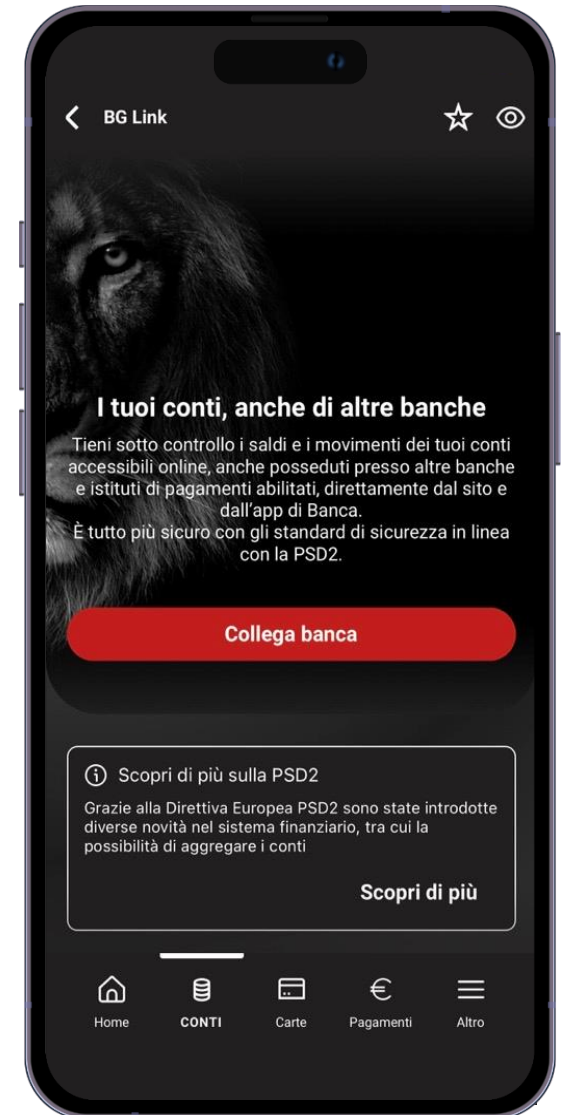 BG Link
I tuoi conti, anche di altre banche
Tieni sotto controllo i saldi e i movimenti dei tuoi conti
accessibili online, anche posseduti presso altre banche
e istituti di pagamenti abilitati, direttamente dal sito e
dall'app di Banca.
È tutto più sicuro con gli standard di sicurezza in linea
con la PSD2.
Collega banca
Scopri di più sulla PSD2
Grazie alla Direttiva Europea PSD2 sono state introdotte
diverse novità nel sistema finanziario, tra cui la
possibilità di aggregare i conti
Scopri di più
Home CONTI Carte Pagamenti Altro